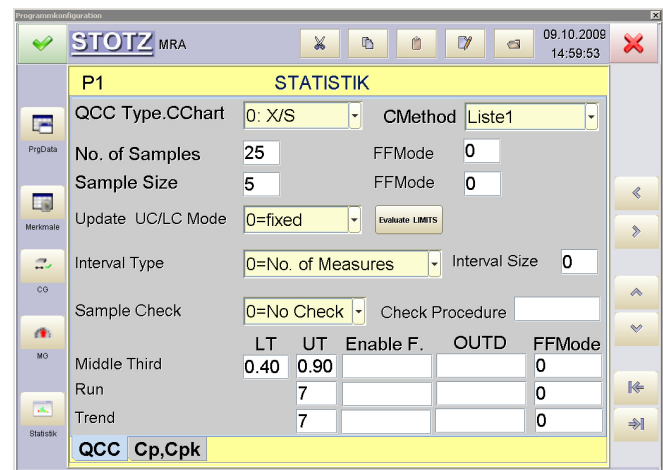 Programmkonfiguration
STOTZ MRA
09.10.2009
14:59:53
P1 STATISTIK
QCC Type.CChart 0: X/S CMethod Liste1
No. of Samples 25 FFMode 0
Sample Size 5 FFMode 0
Update UC/LC Mode 0=fixed Evaluate LIMITS
Interval Type 0=No. of Measures Interval Size 0
Sample Check 0=No Check Check Procedure
LT UT Enable F. OUTD FFMode
Middle Third 0.40 0.90 0
Run 7 0
Trend 7 0
QCC Cp,Cpk
PrgData
Merkmale
CG
MG
Statistik